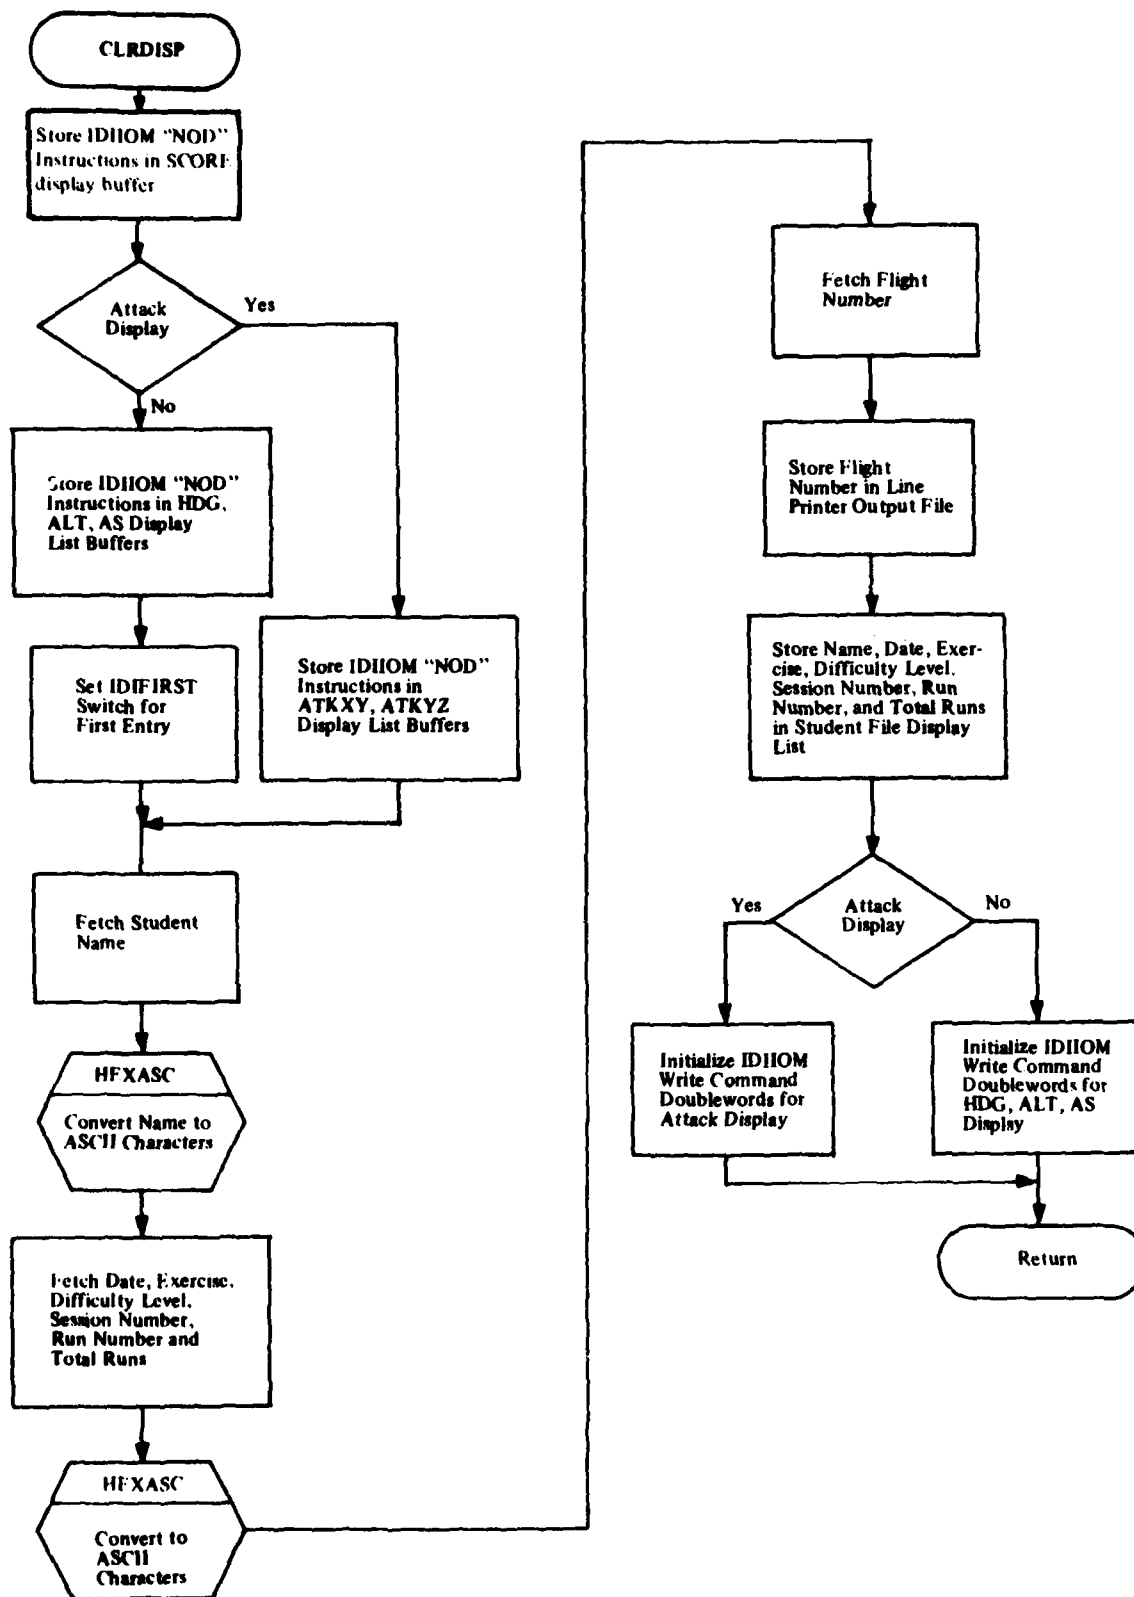 CLRDISP
Store IDIIOM "NOD"
Instructions in SCORE
display buffer
Attack
Display
Yes
No
Store IDIIOM "NOD"
Instructions in HDG,
ALT, AS Display
List Buffers
Set IDIFIRST
Switch for
First Entry
Store IDIIOM "NOD"
Instructions in
ATKXY, ATKYZ
Display List Buffers
Fetch Student
Name
HEXASC
Convert Name to
ASCII Characters
Fetch Date, Exercise,
Difficulty Level,
Session Number,
Run Number and
Total Runs
HEXASC
Convert to
ASCII
Characters
Fetch Flight
Number
Store Flight
Number in Line
Printer Output File
Store Name, Date, Exer-
cise, Difficulty Level.
Session Number, Run
Number, and Total Runs
in Student File Display
List
Attack
Display
Yes
No
Initialize IDIIOM
Write Command
Doublewords for
Attack Display
Initialize IDIIOM
Write Command
Doublewords for
HDG, ALT, AS
Display
Return